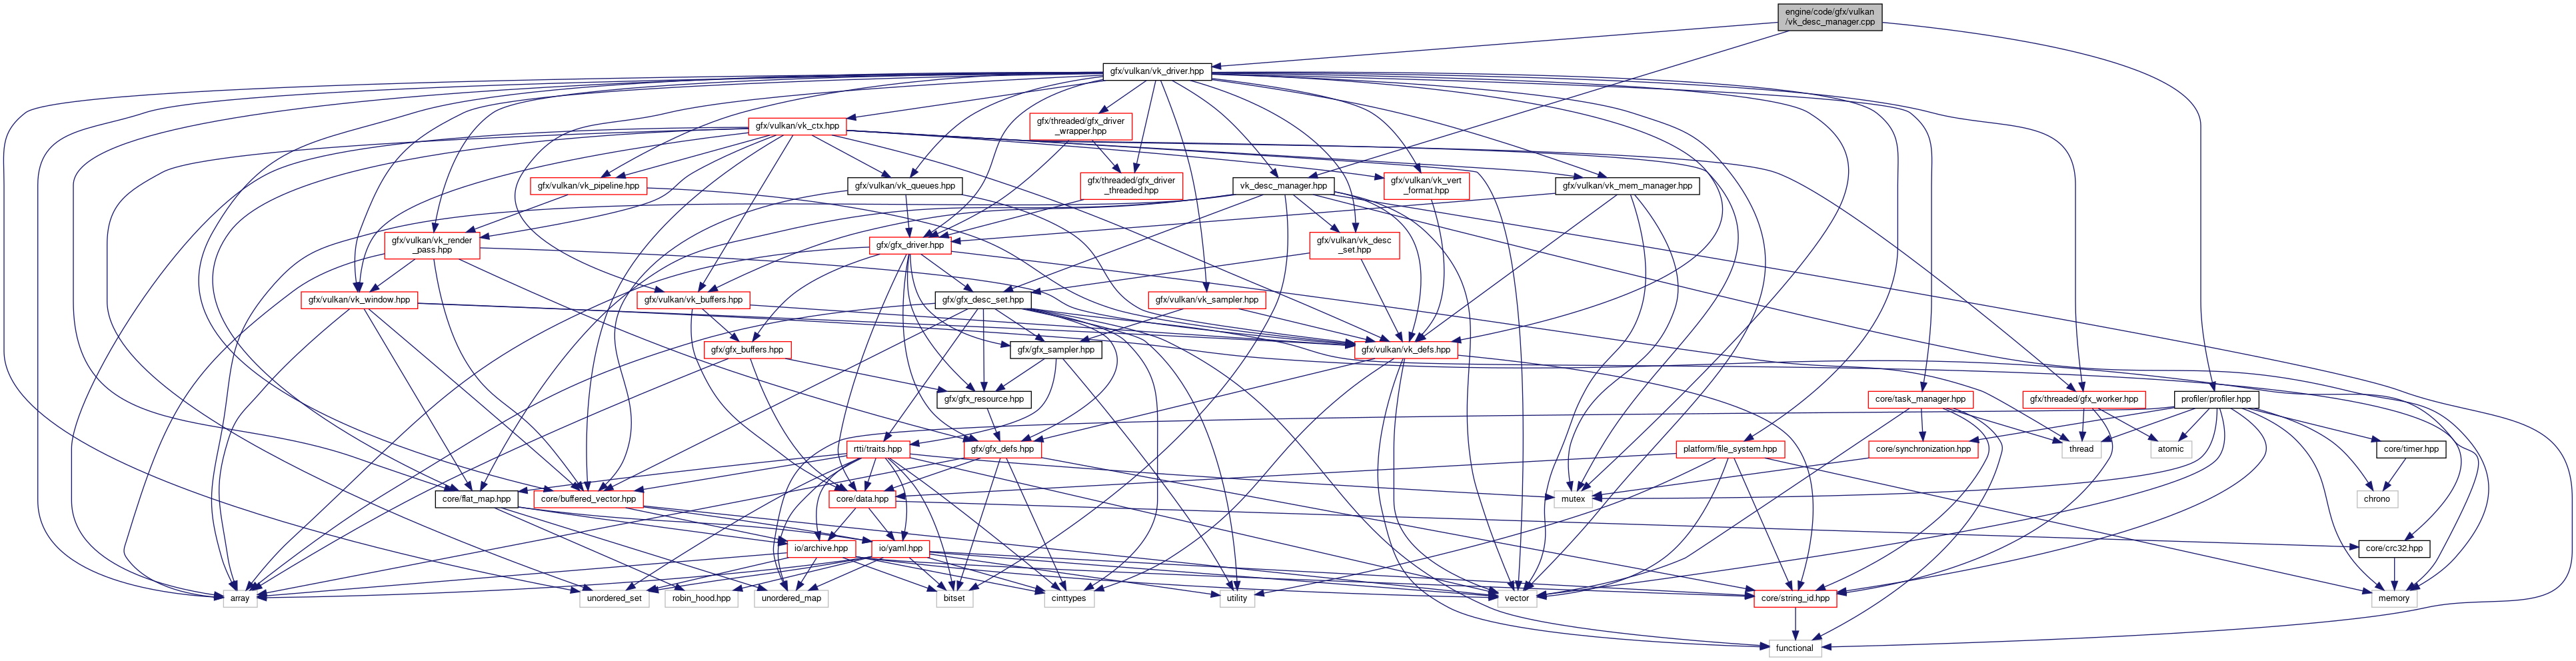 engine/code/gfx/vulkan
/vk_desc_manager.cpp
gfx/vulkan/vk_driver.hpp
gfx/vulkan/vk_ctx.hpp
gfx/threaded/gfx_driver
_wrapper.hpp
gfx/vulkan/vk_pipeline.hpp
gfx/vulkan/vk_queues.hpp
gfx/threaded/gfx_driver
_threaded.hpp
vk_desc_manager.hpp
gfx/vulkan/vk_vert
_format.hpp
gfx/vulkan/vk_mem_manager.hpp
gfx/vulkan/vk_render
_pass.hpp
gfx/gfx_driver.hpp
gfx/vulkan/vk_desc
_set.hpp
gfx/vulkan/vk_window.hpp
gfx/vulkan/vk_buffers.hpp
gfx/gfx_desc_set.hpp
gfx/vulkan/vk_sampler.hpp
gfx/gfx_buffers.hpp
gfx/gfx_sampler.hpp
gfx/vulkan/vk_defs.hpp
gfx/gfx_resource.hpp
core/task_manager.hpp
gfx/threaded/gfx_worker.hpp
profiler/profiler.hpp
rtti/traits.hpp
gfx/gfx_defs.hpp
platform/file_system.hpp
core/synchronization.hpp
thread
atomic
core/timer.hpp
core/flat_map.hpp
core/buffered_vector.hpp
core/data.hpp
mutex
chrono
io/archive.hpp
io/yaml.hpp
core/crc32.hpp
array
unordered_set
robin_hood.hpp
unordered_map
bitset
cinttypes
utility
vector
core/string_id.hpp
memory
functional